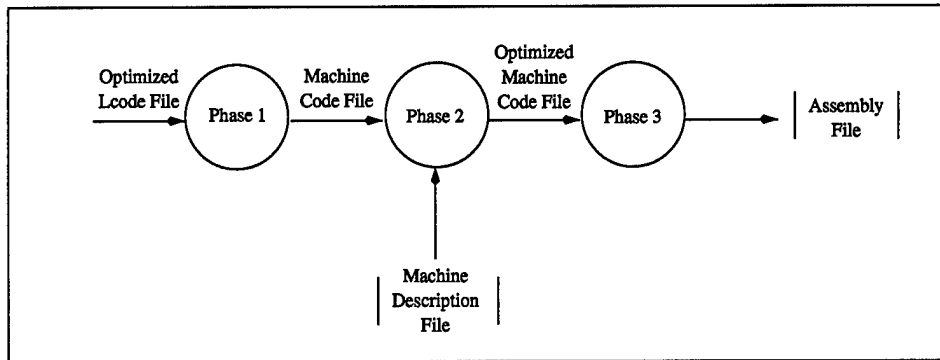 Optimized
Lcode File
Phase 1
Machine
Code File
Phase 2
Optimized
Machine
Code File
Phase 3
Assembly
File
Machine
Description
File